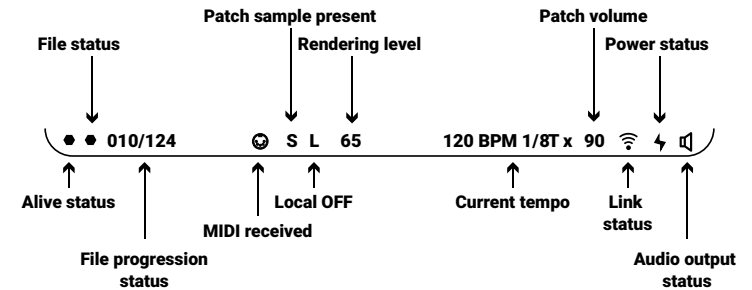 Patch sample present
Patch volume
File status
Rendering level
Power status
010/124
S L 65
120 BPM 1/8T x 90
Alive status
Local OFF
Current tempo
Link
status
MIDI received
File progression
status
Audio output
status